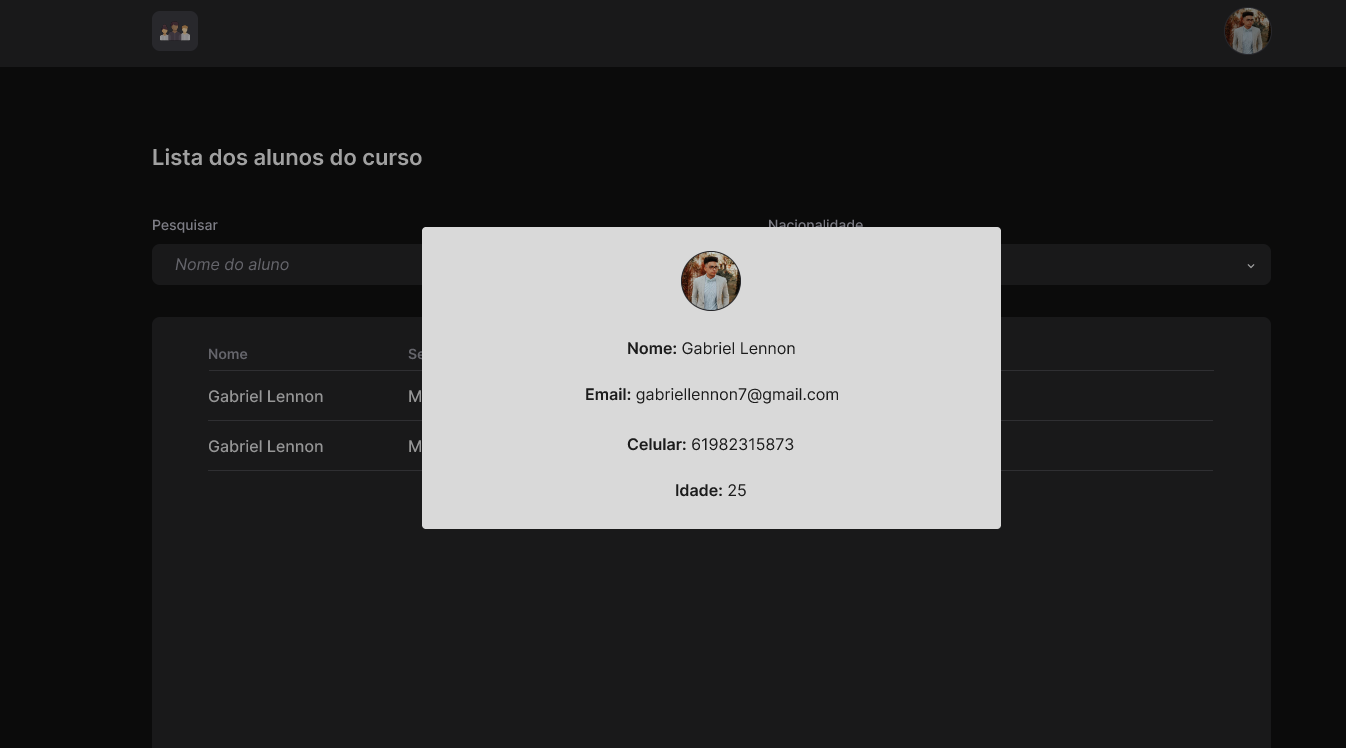 Lista dos alunos do curso
Pesquisar
Nacionalidade
Nome do aluno
Nome
Gabriel Lennon
Gabriel Lennon
Nome: Gabriel Lennon
Email: gabriellennon7@gmail.com
Celular: 61982315873
Idade: 25